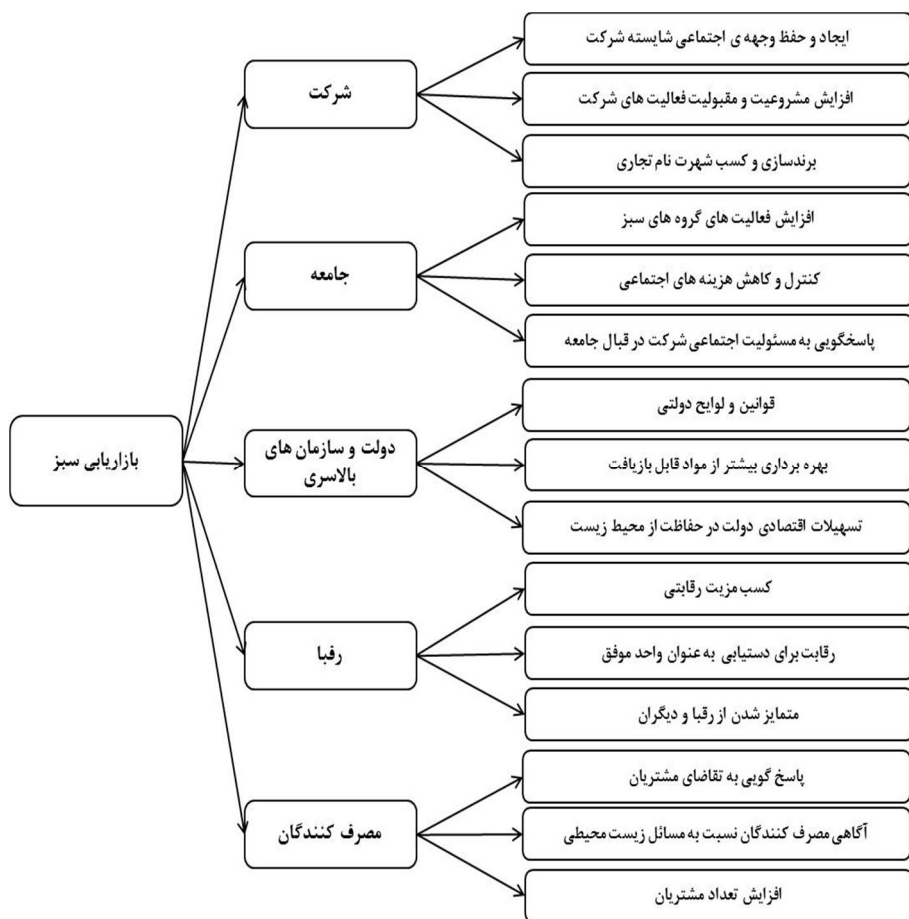 بازاریابی سبز
شرکت
ایجاد و حفظ وجهه ی اجتماعی شایسته شرکت
افزایش مشروعیت و مقبولیت فعالیت های شرکت
برندسازی و کسب شهرت نام تجاری
جامعه
افزایش فعالیت های گروه های سبز
کنترل و کاهش هزینه های اجتماعی
پاسخگویی به مسئولیت اجتماعی شرکت در قبال جامعه
دولت و سازمان های
بالاسری
قوانین و لوایح دولتی
بهره برداری بیشتر از مواد قابل بازیافت
تسهیلات اقتصادی دولت در حفاظت از محیط زیست
رقبا
کسب مزیت رقابتی
رقابت برای دستیابی به عنوان واحد موفق
متمایز شدن از رقبا و دیگران
مصرف کنندگان
پاسخ گویی به تقاضای مشتریان
آگاهی مصرف کنندگان نسبت به مسائل زیست محیطی
افزایش تعداد مشتریان